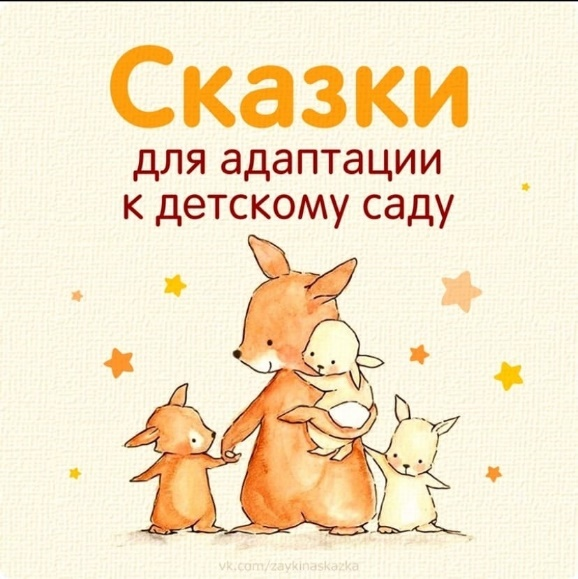 Сказки
для адаптации
к детскому саду
vk.com/zaykinaskazka